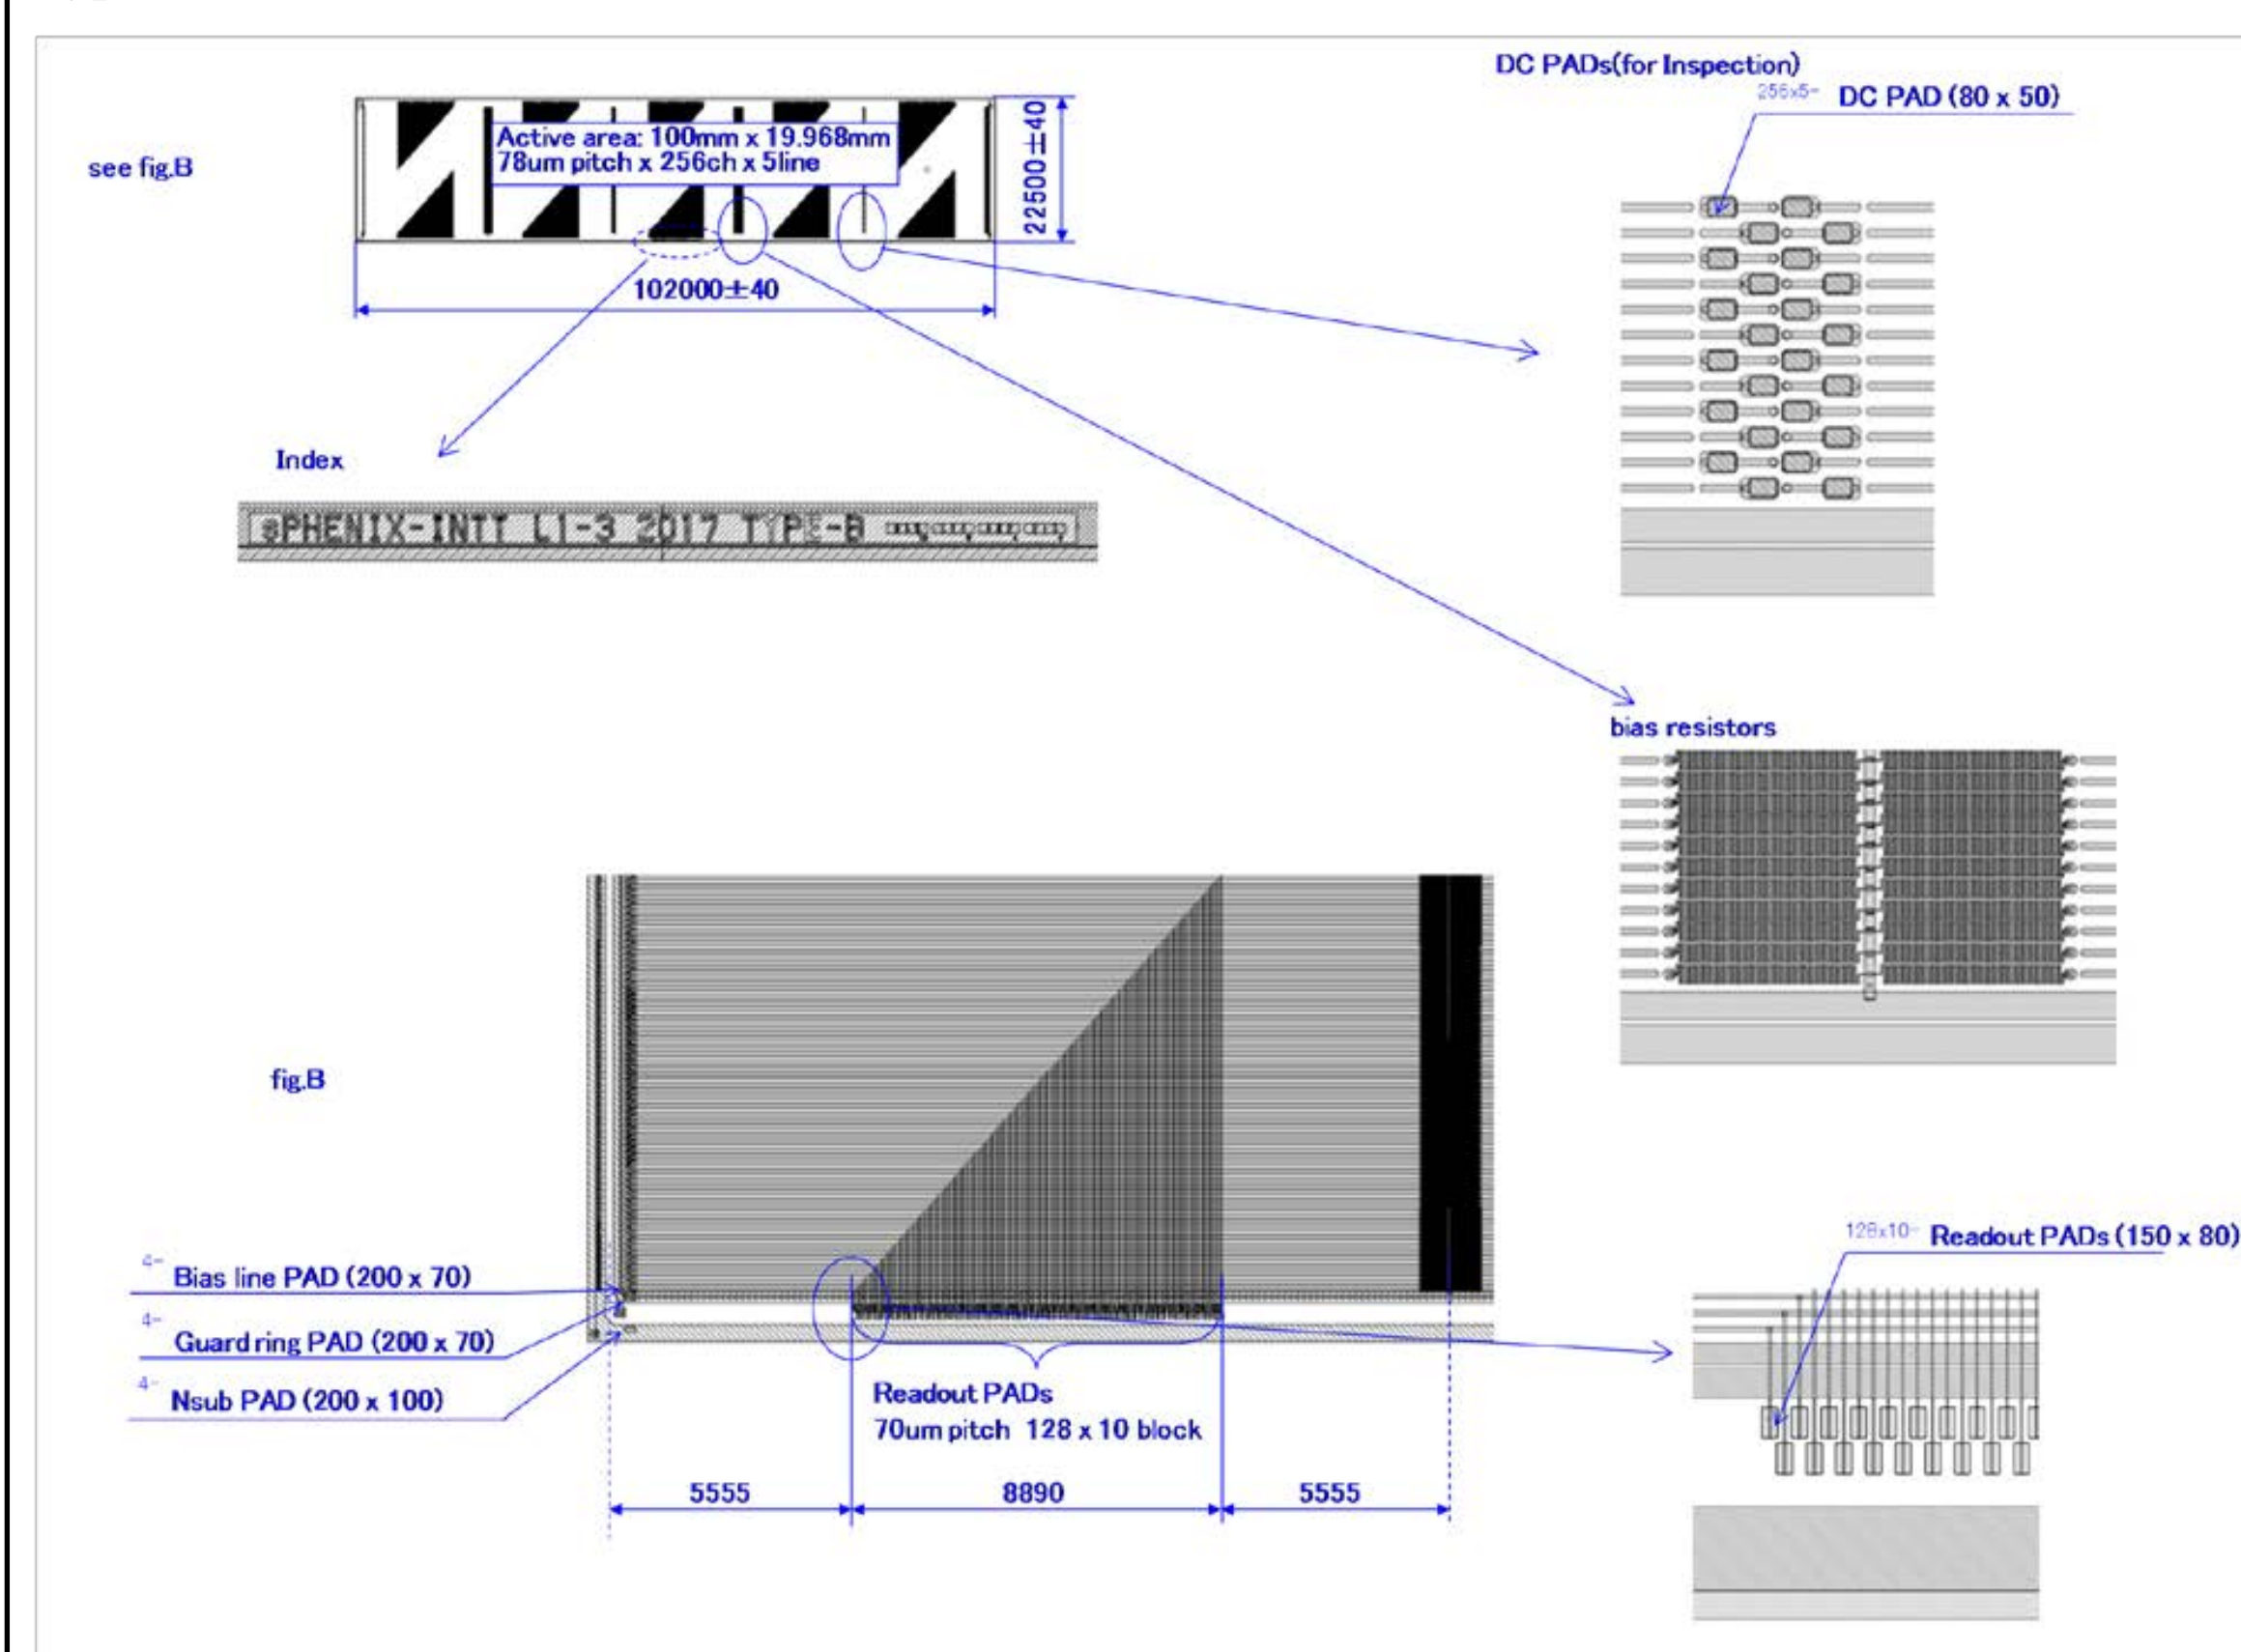 DC PADs(for Inspection)
256x5- DC PAD (80 x 50)
see fig.B
Active area: 100mm x 19.968mm
78um pitch x 256ch x 5line
22500±40
102000±40
Index
sPHENIX-INTT L1-3 2017 TYPE-B
bias resistors
fig.B
4- Bias line PAD (200 x 70)
4- Guard ring PAD (200 x 70)
4- Nsub PAD (200 x 100)
Readout PADs
70um pitch 128 x 10 block
128x10- Readout PADs (150 x 80)
5555
8890
5555